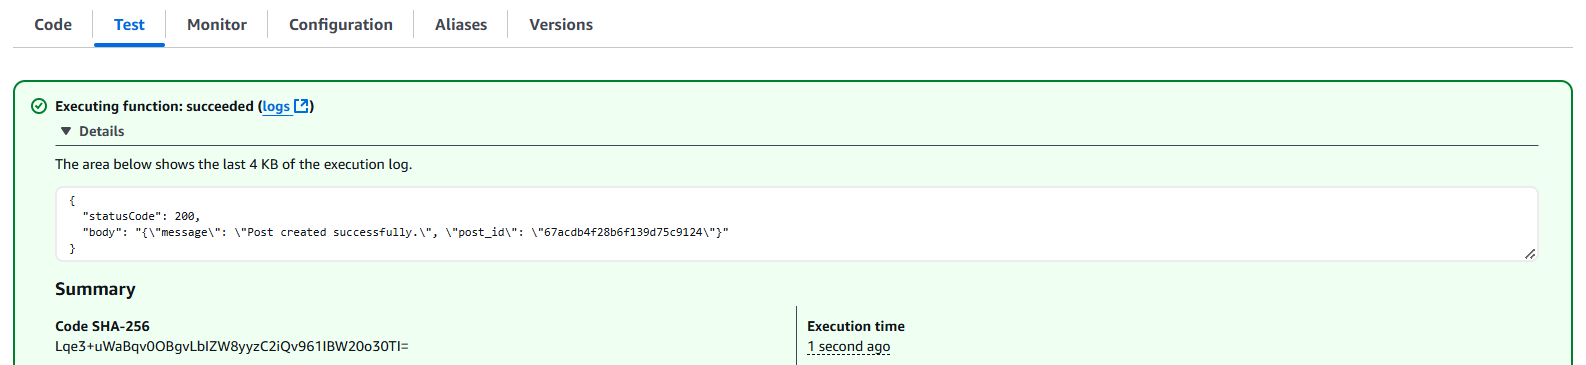 Code Test Monitor Configuration Aliases Versions
Executing function: succeeded (logs)
Details
The area below shows the last 4 KB of the execution log.
{
"statusCode": 200,
"body": "{\"message\": \"Post created successfully.\", \"post_id\": \"67acdb4f28b6f139d75c9124\"}"
}
Summary
Code SHA-256
Lqe3+uWaBqv0OBgvLbIZW8yyzC2iQv961IBW20o30TI=
Execution time
1 second ago